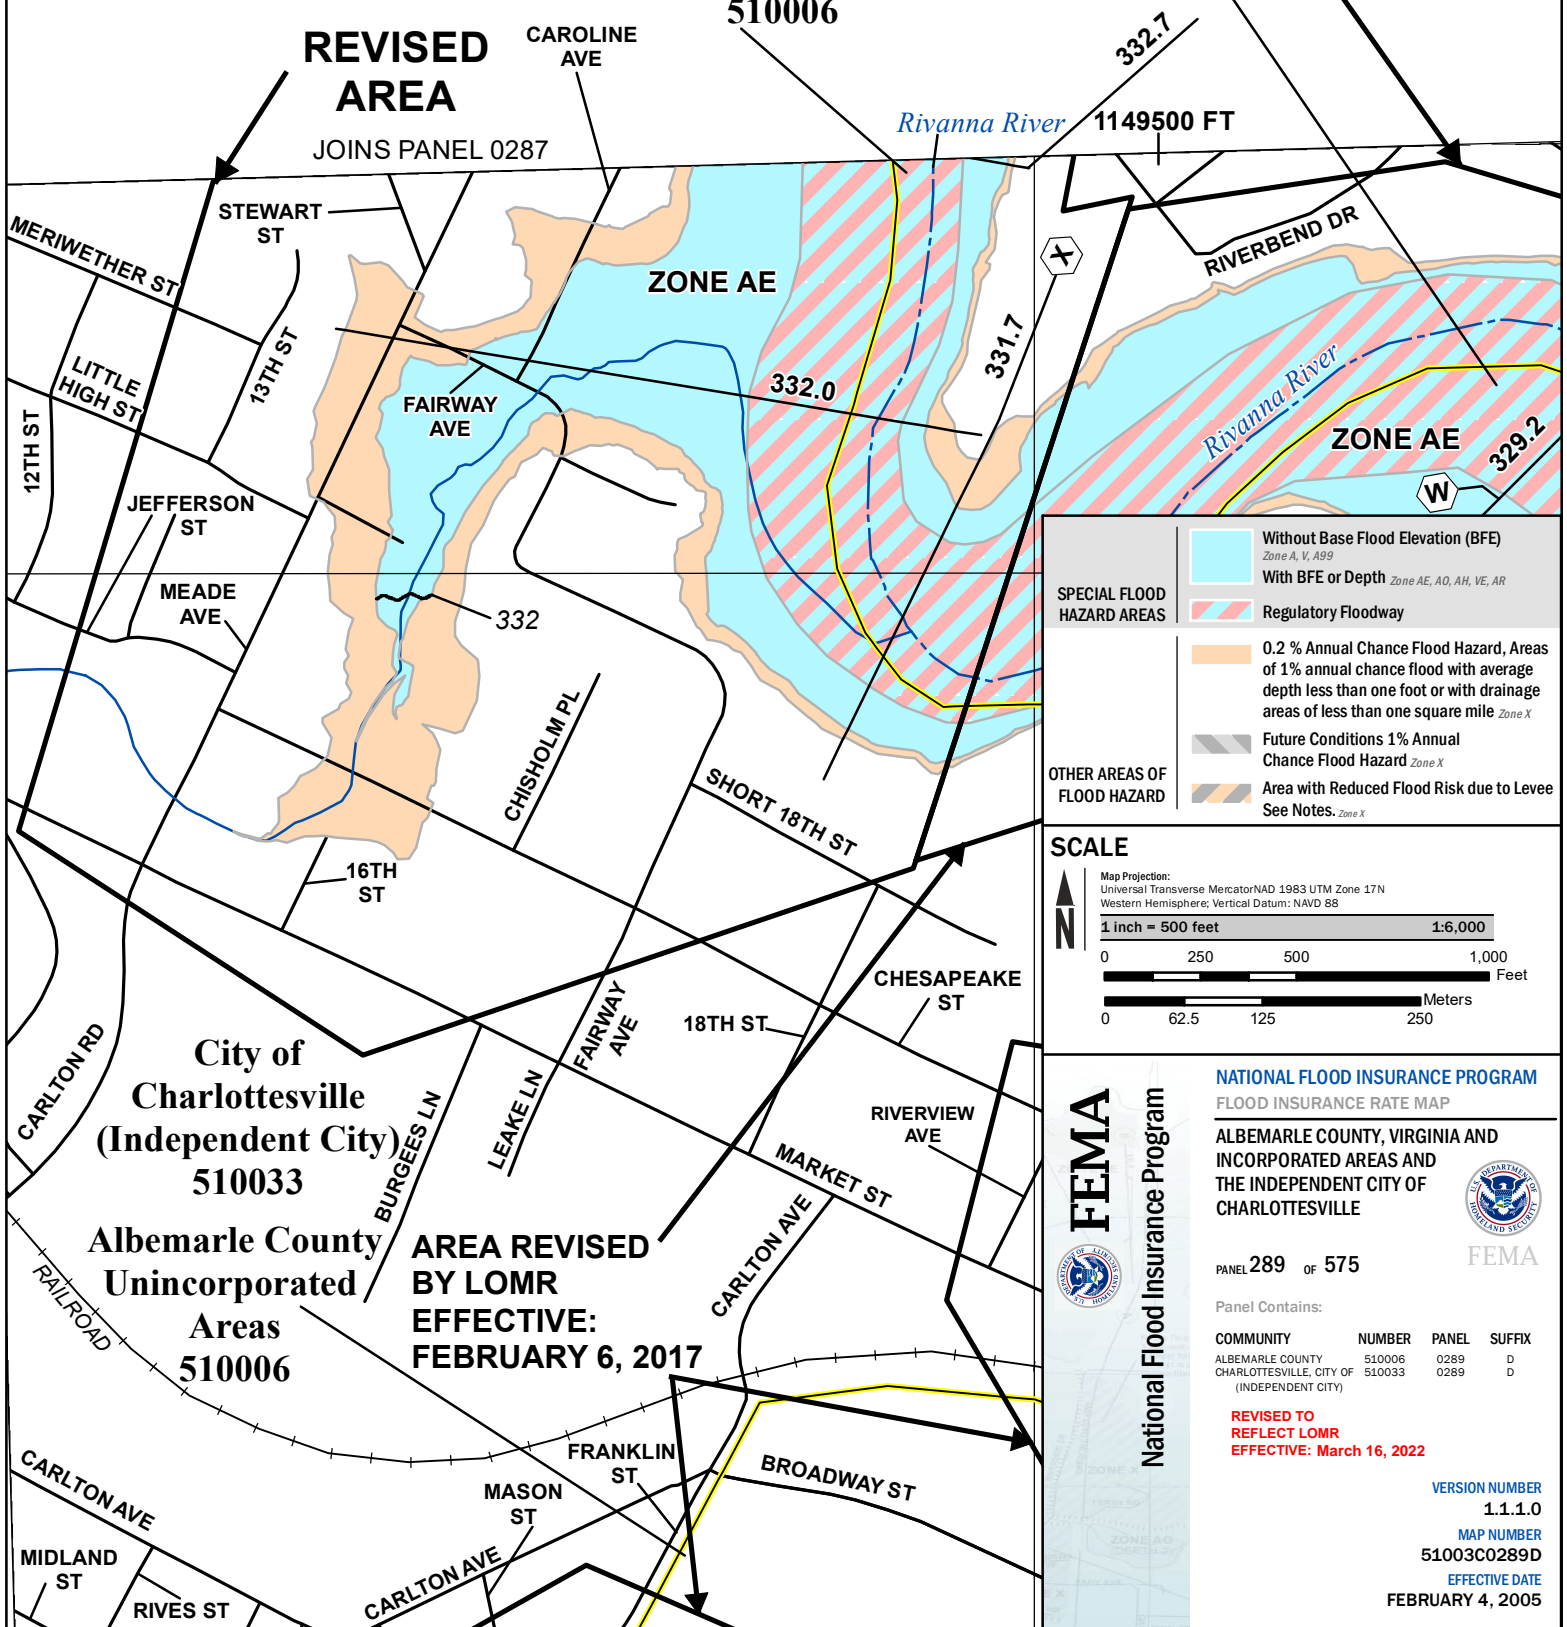 510006
REVISED
AREA
CAROLINE
AVE
332.7
JOINS PANEL 0287
Rivanna River
1149500 FT
STEWART
ST
MERIWETHER ST
X
RIVERBEND DR
ZONE AE
LITTLE
HIGH ST
13TH ST
331.7
332.0
FAIRWAY
AVE
Rivanna River
12TH ST
ZONE AE
329.2
W
JEFFERSON
ST
MEADE
AVE
332
CHISHOLM PL
SHORT 18TH ST
16TH
ST
CHESAPEAKE
ST
FAIRWAY
AVE
18TH ST
CARLTON RD
City of
Charlottesville
(Independent City)
510033
BURGES LN
LEAKE LN
RIVERVIEW
AVE
MARKET ST
Albemarle County
Unincorporated
Areas
510006
AREA REVISED
BY LOMR
EFFECTIVE:
FEBRUARY 6, 2017
CARLTON AVE
RAILROAD
FRANKLIN
ST
BROADWAY ST
MASON
ST
CARLTON AVE
MIDLAND
ST
RIVES ST
CARLTON AVE
SPECIAL FLOOD
HAZARD AREAS
Without Base Flood Elevation (BFE)
Zone A, V, A99
With BFE or Depth Zone AE, AO, AH, VE, AR
Regulatory Floodway
OTHER AREAS OF
FLOOD HAZARD
0.2 % Annual Chance Flood Hazard, Areas
of 1% annual chance flood with average
depth less than one foot or with drainage
areas of less than one square mile Zone X
Future Conditions 1% Annual
Chance Flood Hazard Zone X
Area with Reduced Flood Risk due to Levee
See Notes. Zone X
SCALE
N
Map Projection:
Universal Transverse MercatorNAD 1983 UTM Zone 17N
Western Hemisphere; Vertical Datum: NAVD 88
1 inch = 500 feet 1:6,000
0 250 500 1,000
Feet
Meters
0 62.5 125 250
FEMA
National Flood Insurance Program
NATIONAL FLOOD INSURANCE PROGRAM
FLOOD INSURANCE RATE MAP
ALBEMARLE COUNTY, VIRGINIA AND
INCORPORATED AREAS AND
THE INDEPENDENT CITY OF
CHARLOTTESVILLE
U.S. DEPARTMENT OF
HOMELAND SECURITY
FEMA
PANEL 289 OF 575
Panel Contains:
COMMUNITY NUMBER PANEL SUFFIX
ALBEMARLE COUNTY 510006 0289 D
CHARLOTTESVILLE, CITY OF 510033 0289 D
(INDEPENDENT CITY)
REVISED TO
REFLECT LOMR
EFFECTIVE: March 16, 2022
VERSION NUMBER
1.1.1.0
MAP NUMBER
51003C0289D
EFFECTIVE DATE
FEBRUARY 4, 2005
ZONE X
ZONE AO